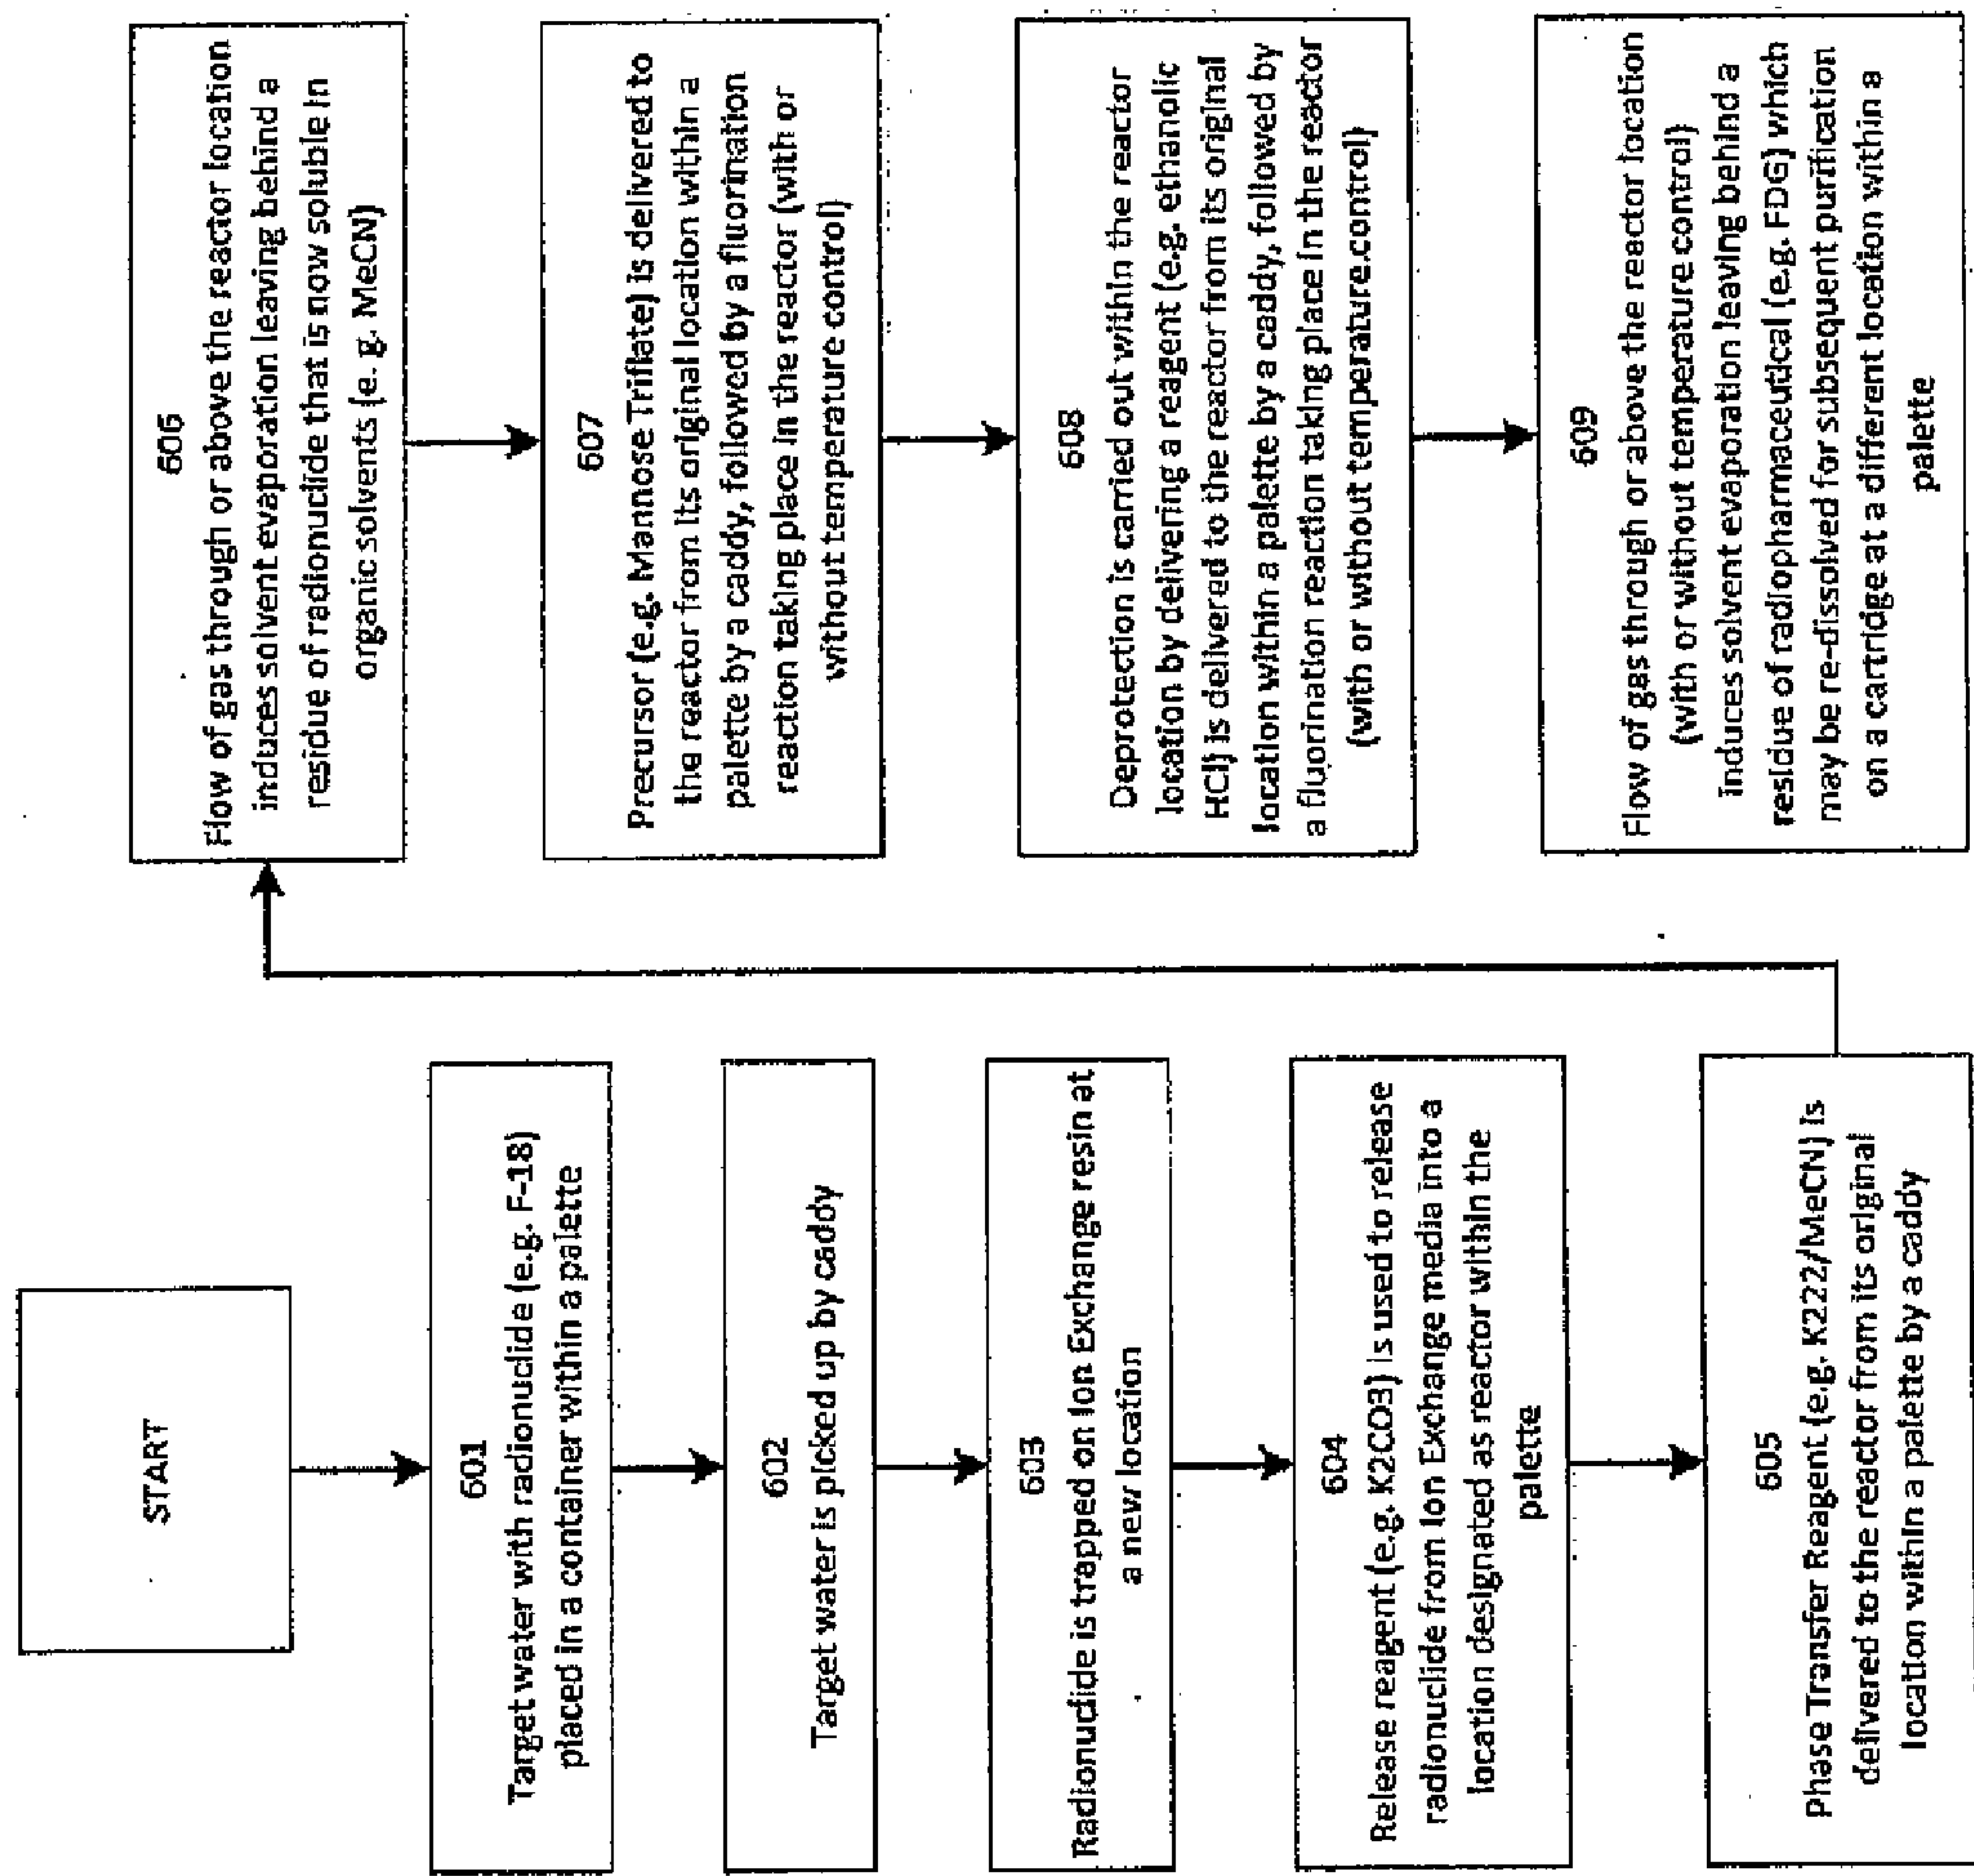 START
601
Target water with radionuclide (e.g. F-18)
placed in a container within a palette
602
Target water is picked up by caddy
603
Radionuclide is trapped on Ion Exchange resin at
a new location
604
Release reagent (e.g. K2CO3) is used to release
radionuclide from Ion Exchange media into a
location designated as reactor within the
palette
605
Phase Transfer Reagent (e.g. K222/MeCN) is
delivered to the reactor from its original
location within a palette by a caddy
606
Flow of gas through or above the reactor location
induces solvent evaporation leaving behind a
residue of radionuclide that is now soluble in
organic solvents (e. g. MeCN)
607
Precursor (e.g. Mannose Triflate) is delivered to
the reactor from its original location within a
palette by a caddy, followed by a fluorination
reaction taking place in the reactor (with or
without temperature control)
608
Deprotection is carried out within the reactor
location by delivering a reagent (e.g. ethanolic
HCl) is delivered to the reactor from its original
location within a palette by a caddy, followed by
a fluorination reaction taking place in the reactor
(with or without temperature.control)
609
Flow of gas through or above the reactor location
(with or without temperature control)
induces solvent evaporation leaving behind a
residue of radiopharmaceutical (e.g. FDG) which
may be re-dissolved for subsequent purification
on a cartridge at a different location within a
palette